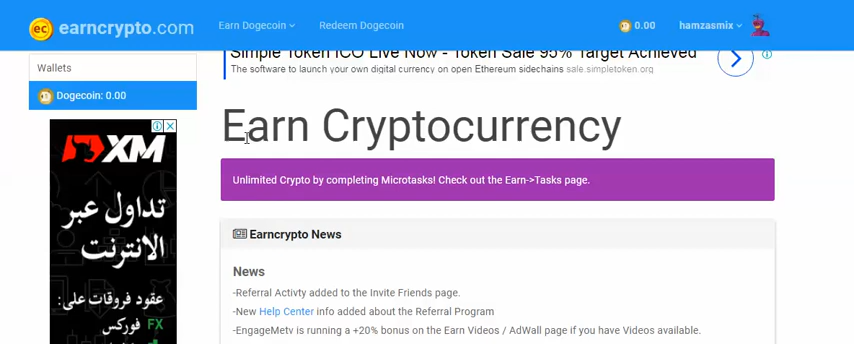 ec earncrypto.com
Earn Dogecoin
Redeem Dogecoin
0.00
hamzasmix
Wallets
Dogecoin: 0.00
Simple Token ICO Live Now - Token Sale 95% Target Achieved
The software to launch your own digital currency on open Ethereum sidechains sale.simpletoken.org
XM
تداول عبر
الانترنت
عقود فروقات على:
فوركس FX
Earn Cryptocurrency
Unlimited Crypto by completing Microtasks! Check out the Earn->Tasks page.
Earncrypto News
News
-Referral Activty added to the Invite Friends page.
-New Help Center info added about the Referral Program
-EngageMetv is running a +20% bonus on the Earn Videos / AdWall page if you have Videos available.